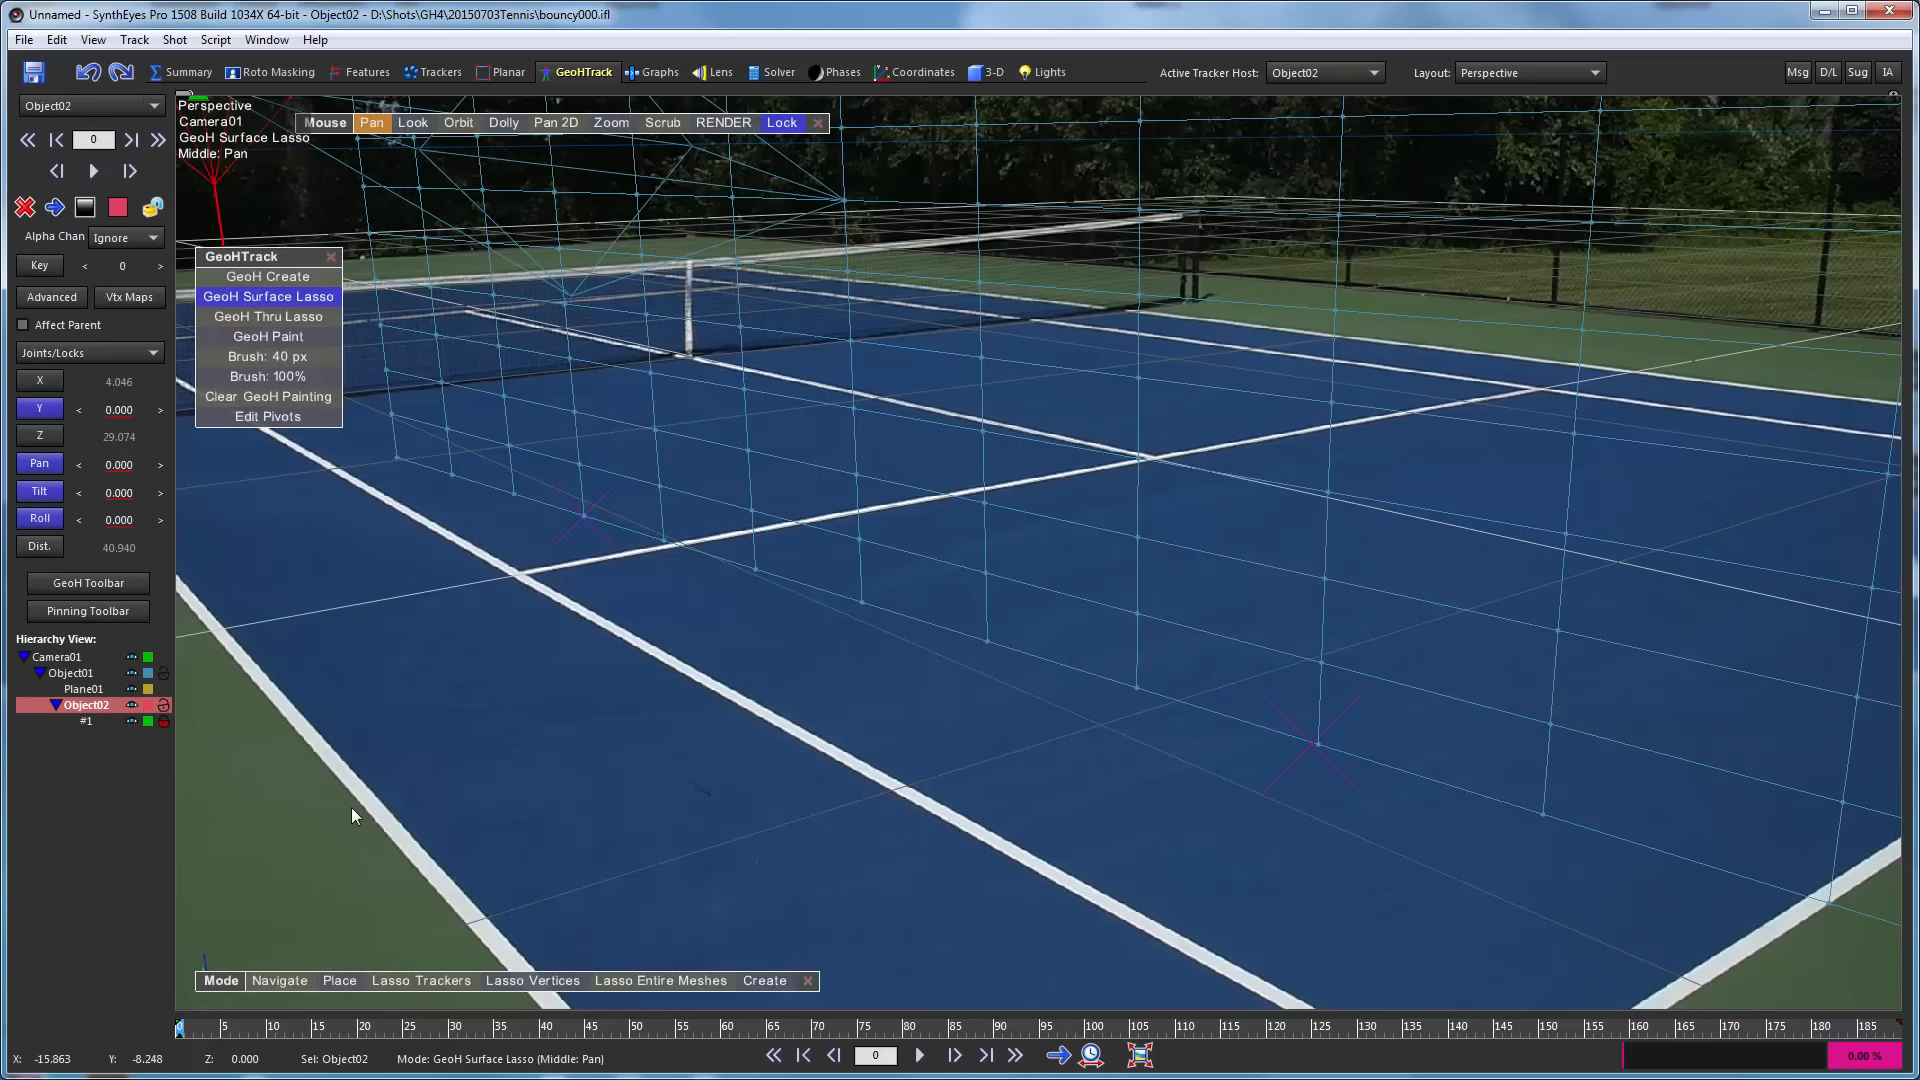 Unnamed - SynthEyes Pro 1508 Build 1034X 64-bit - Object02 - D:\Shots\GH4\20150703Tennis\bouncy000.ifl
File Edit View Track Shot Script Window Help
Summary Roto Masking Features Trackers Planar GeoHTrack Graphs Lens Solver Phases Coordinates 3-D Lights Active Tracker Host: Object02 Layout: Perspective Msg D/L Sug IA
Object02
0
Alpha Chan Ignore
Key < 0 >
Advanced Vtx Maps
Affect Parent
Joints/Locks
X 4.046
Y < 0.000 >
Z 29.074
Pan < 0.000 >
Tilt < 0.000 >
Roll < 0.000 >
Dist. 40.940
GeoH Toolbar
Pinning Toolbar
Hierarchy View:
Camera01
Object01
Plane01
Object02
#1
Perspective
Camera01
GeoH Surface Lasso
Middle: Pan
Mouse Pan Look Orbit Dolly Pan 2D Zoom Scrub RENDER Lock
GeoHTrack
GeoH Create
GeoH Surface Lasso
GeoH Thru Lasso
GeoH Paint
Brush: 40 px
Brush: 100%
Clear GeoH Painting
Edit Pivots
Mode Navigate Place Lasso Trackers Lasso Vertices Lasso Entire Meshes Create
0 5 10 15 20 25 30 35 40 45 50 55 60 65 70 75 80 85 90 95 100 105 110 115 120 125 130 135 140 145 150 155 160 165 170 175 180 185
X: -15.863 Y: -8.248 Z: 0.000 Sel: Object02 Mode: GeoH Surface Lasso (Middle: Pan) 0 0.00 %